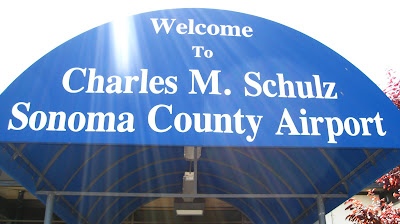 Welcome
To
Charles M. Schulz
Sonoma County Airport